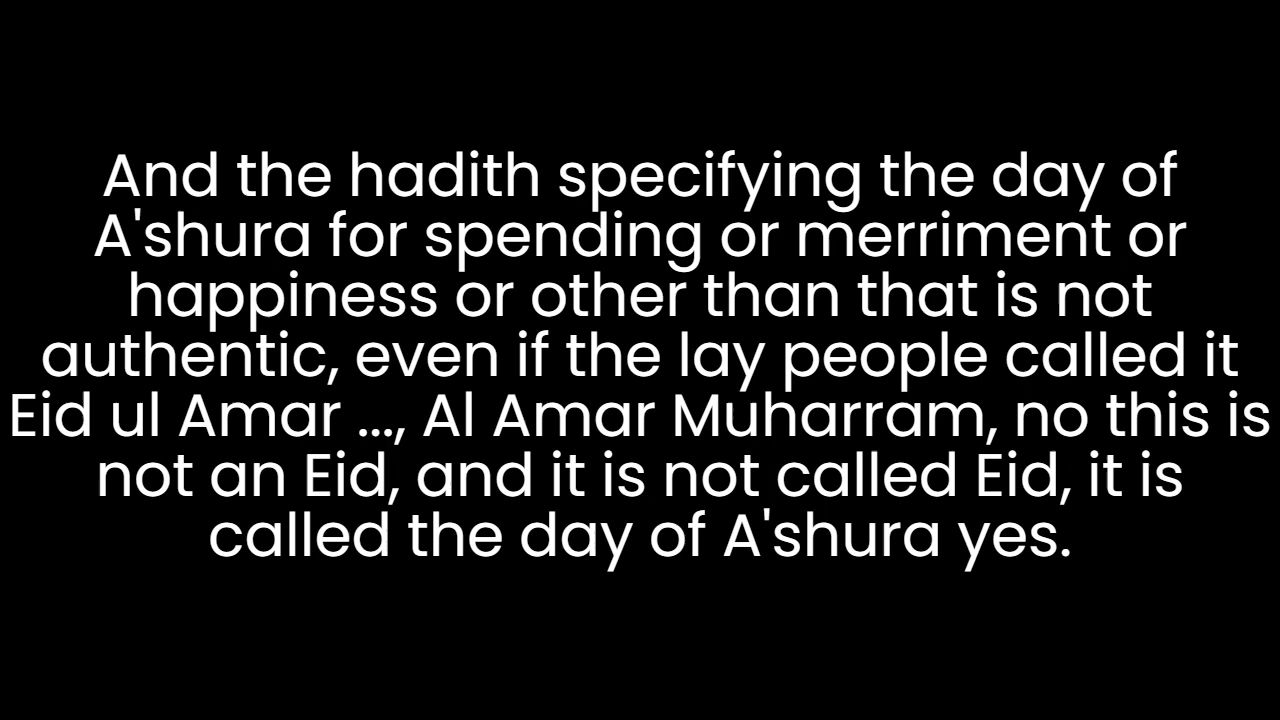 And the hadith specifying the day of
A'shura for spending or merriment or
happiness or other than that is not
authentic, even if the lay people called it
Eid ul Amar ..., Al Amar Muharram, no this is
not an Eid, and it is not called Eid, it is
called the day of A'shura yes.